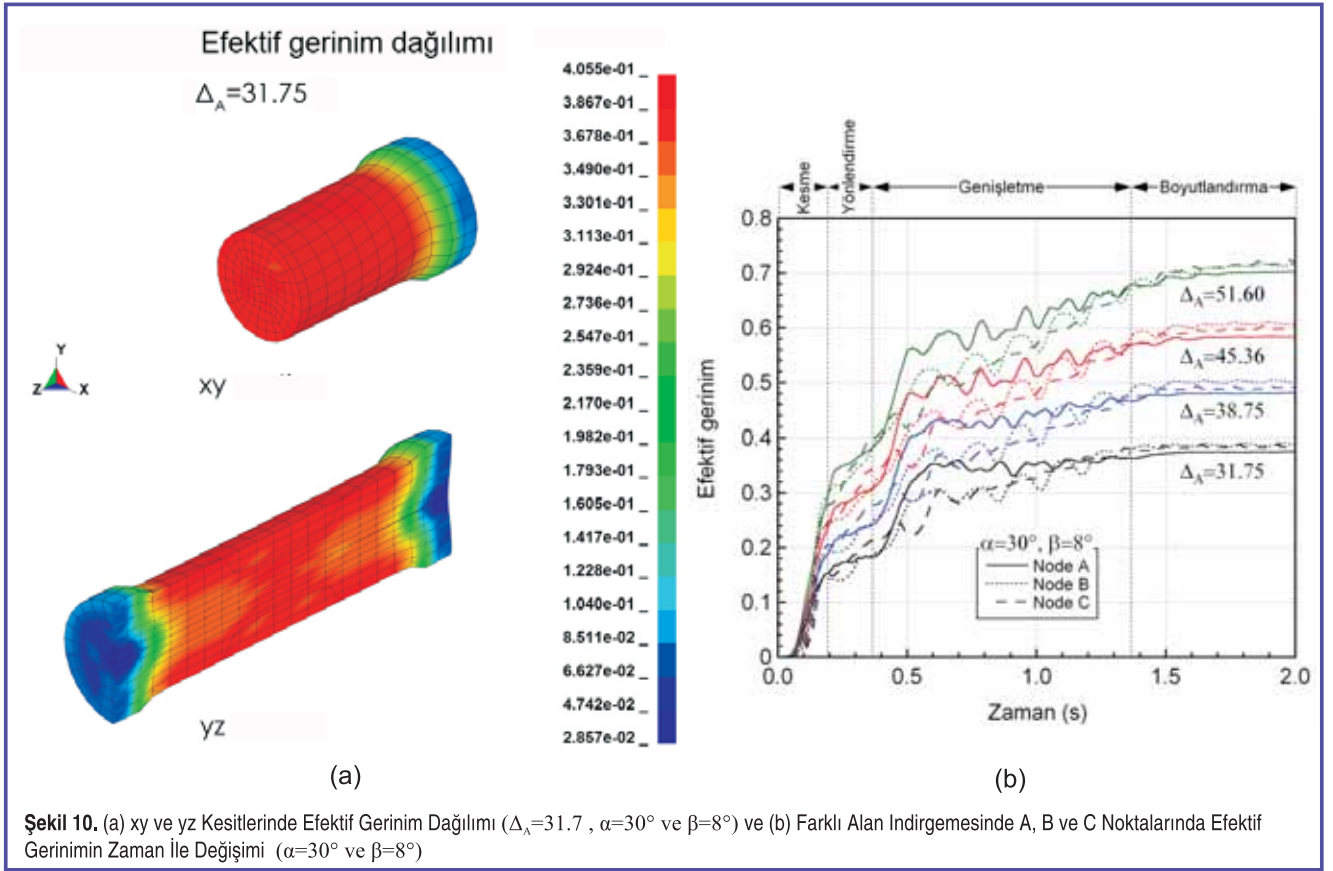 Efektif gerinim dağılımı
Δ_A=31.75
xy
yz
Y
Z
X
4.055e-01
3.867e-01
3.678e-01
3.490e-01
3.301e-01
3.113e-01
2.924e-01
2.736e-01
2.547e-01
2.359e-01
2.170e-01
1.982e-01
1.793e-01
1.605e-01
1.417e-01
1.228e-01
1.040e-01
8.511e-02
6.627e-02
4.742e-02
2.857e-02
(a)
Kesme
Yönlendirme
Genişletme
Boyutlandırma
Efektif gerinim
0.8
0.7
0.6
0.5
0.4
0.3
0.2
0.1
0
Δ_A=51.60
Δ_A=45.36
Δ_A=38.75
Δ_A=31.75
α=30°, β=8°
Node A
Node B
Node C
0.0 0.5 1.0 1.5 2.0
Zaman (s)
(b)
Şekil 10. (a) xy ve yz Kesitlerinde Efektif Gerinim Dağılımı (Δ_A=31.7 , α=30° ve β=8°) ve (b) Farklı Alan Indirgemesinde A, B ve C Noktalarında Efektif
Gerinimin Zaman İle Değişimi (α=30° ve β=8°)